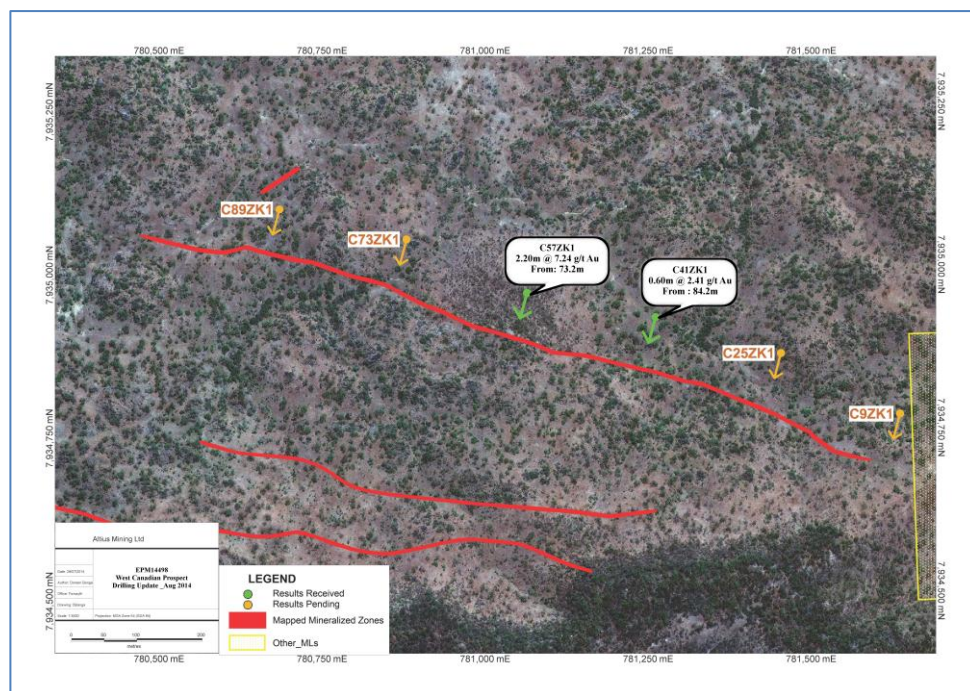 780,500 mE
780,750 mE
781,000 mE
781,250 mE
781,500 mE
7.935,250 mN
7.935,250 mN
C89ZK1
C73ZK1
C57ZK1
2.20m @ 7.24 g/t Au
From: 73.2m
C41ZK1
0.60m @ 2.41 g/t Au
From : 84.2m
7.935,000 mN
7.935,000 mN
C25ZK1
C9ZK1
7.934,750 mN
7.934,750 mN
7.934,500 mN
7.934,500 mN
Altius Mining Ltd
EPM14498
West Canadian Prospect
Drilling Update _Aug 2014
0 50 100 200
metres
LEGEND
Results Received
Results Pending
Mapped Mineralized Zones
Other_MLs
780,500 mE
780,750 mE
781,000 mE
781,250 mE
781,500 mE